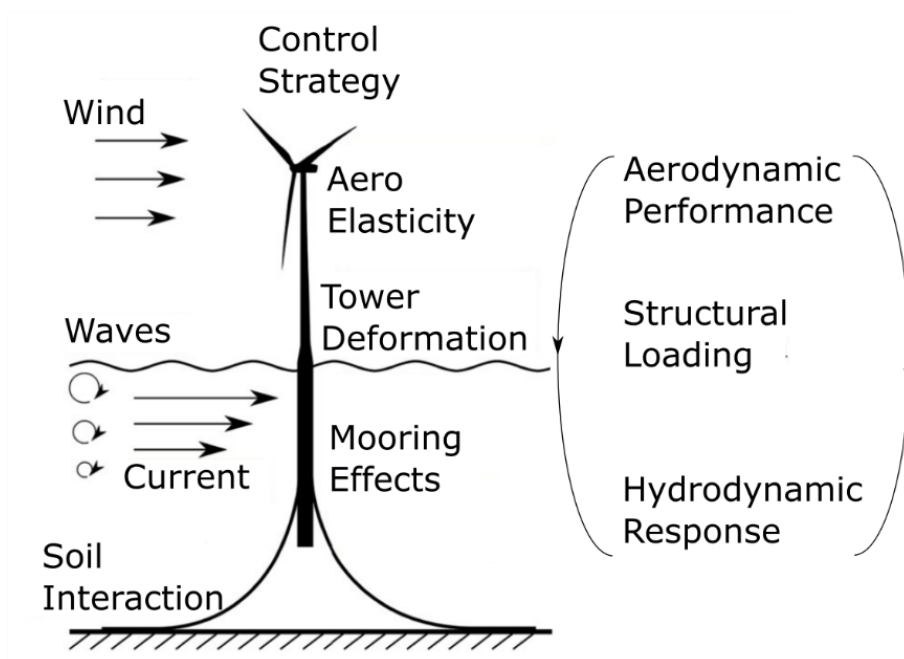 Control
Strategy
Wind
Aero
Elasticity
Aerodynamic
Performance
Tower
Deformation
Structural
Loading
Waves
Mooring
Effects
Current
Hydrodynamic
Response
Soil
Interaction